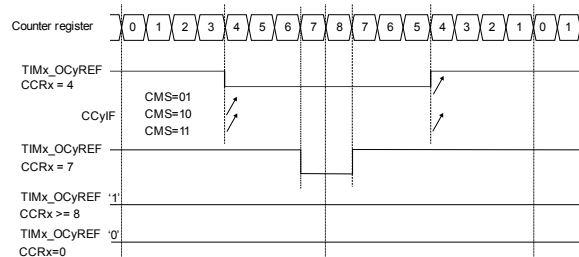 Counter register 0 1 2 3 4 5 6 7 8 7 6 5 4 3 2 1 0 1
TIMx_OCyREF
CCRx = 4
CMS=01
CCyIF CMS=10
CMS=11
TIMx_OCyREF
CCRx = 7
TIMx_OCyREF '1'
CCRx >= 8
TIMx_OCyREF '0'
CCRx=0